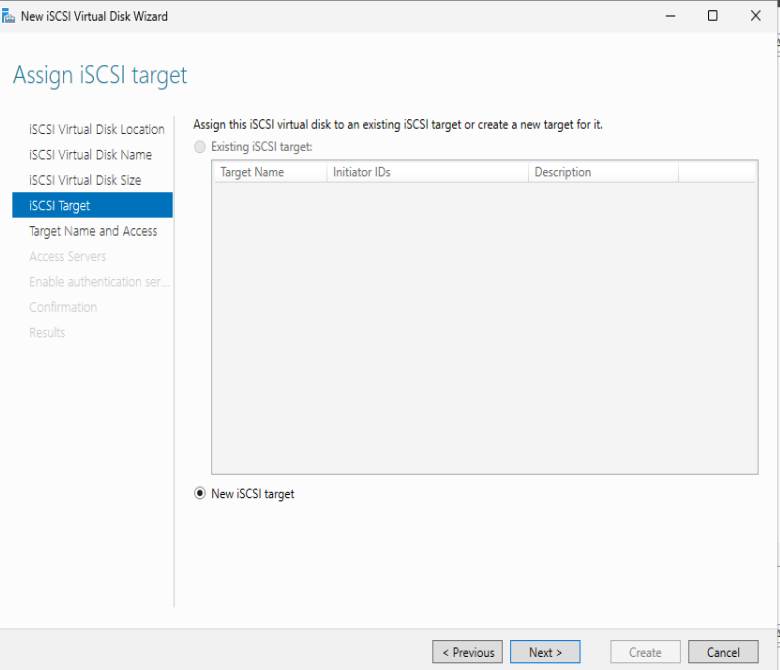 New iSCSI Virtual Disk Wizard
Assign iSCSI target
iSCSI Virtual Disk Location
iSCSI Virtual Disk Name
iSCSI Virtual Disk Size
iSCSI Target
Target Name and Access
Access Servers
Enable authentication ser...
Confirmation
Results
Assign this iSCSI virtual disk to an existing iSCSI target or create a new target for it.
Existing iSCSI target:
Target Name Initiator IDs Description
New iSCSI target
< Previous Next > Create Cancel